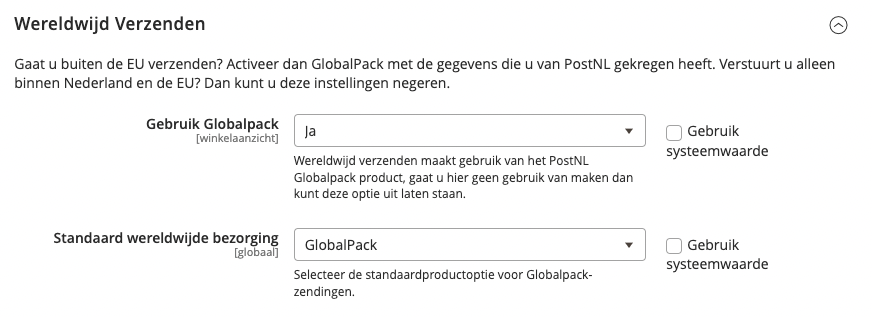 Wereldwijd Verzenden
Gaat u buiten de EU verzenden? Activeer dan GlobalPack met de gegevens die u van PostNL gekregen heeft. Verstuurt u alleen
binnen Nederland en de EU? Dan kunt u deze instellingen negeren.
Gebruik Globalpack
[winkelaanzicht]
Ja
Gebruik
systeemwaarde
Wereldwijd verzenden maakt gebruik van het PostNL
Globalpack product, gaat u hier geen gebruik van maken dan
kunt deze optie uit laten staan.
Standaard wereldwijde bezorging
[globaal]
GlobalPack
Gebruik
systeemwaarde
Selecteer de standaardproductoptie voor Globalpack-
zendingen.